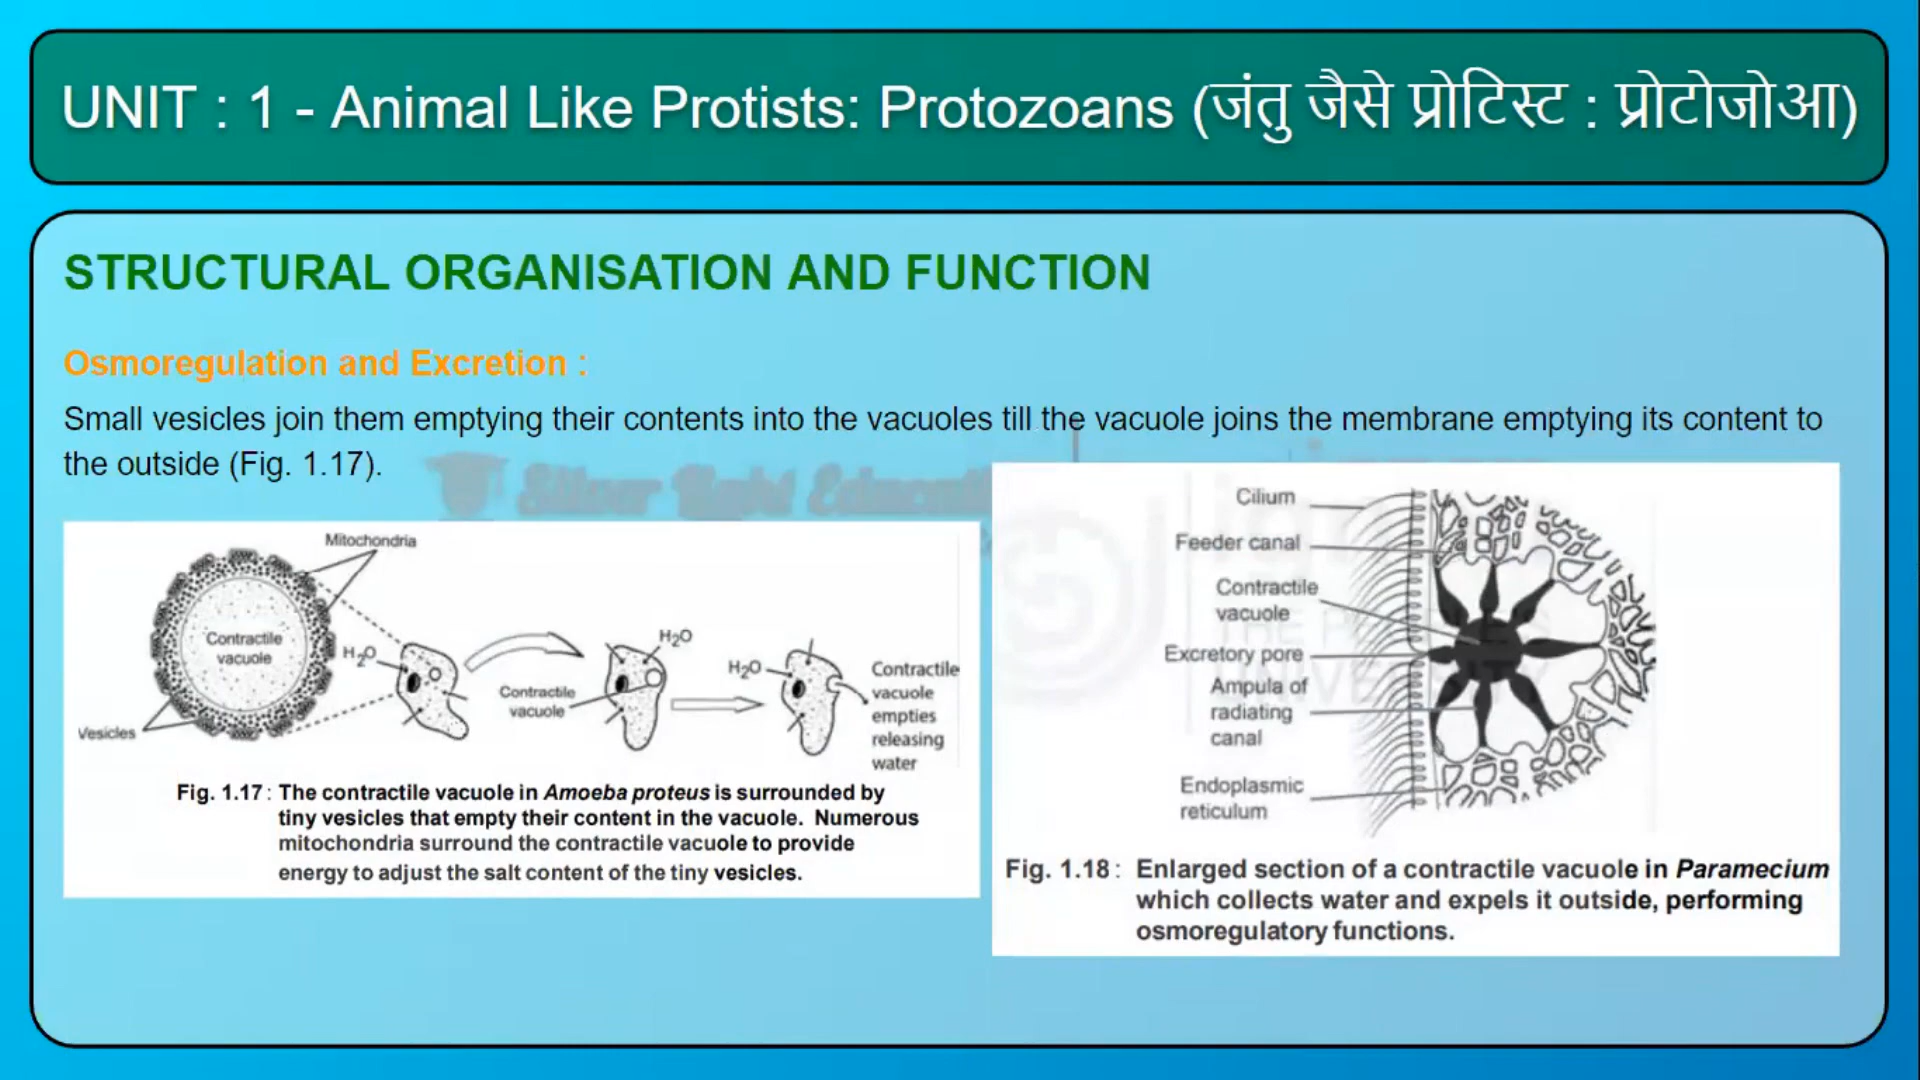 UNIT : 1 - Animal Like Protists: Protozoans (जंतु जैसे प्रोटिस्ट : प्रोटोजोआ)
STRUCTURAL ORGANISATION AND FUNCTION
Osmoregulation and Excretion :
Small vesicles join them emptying their contents into the vacuoles till the vacuole joins the membrane emptying its content to
the outside (Fig. 1.17).
Mitochondria
Contractile
vacuole
Vesicles
H₂O
Contractile
vacuole
H₂O
H₂O
Contractile
vacuole
empties
releasing
water
Fig. 1.17 : The contractile vacuole in Amoeba proteus is surrounded by
tiny vesicles that empty their content in the vacuole. Numerous
mitochondria surround the contractile vacuole to provide
energy to adjust the salt content of the tiny vesicles.
Cilium
Feeder canal
Contractile
vacuole
Excretory pore
Ampula of
radiating
canal
Endoplasmic
reticulum
Fig. 1.18 : Enlarged section of a contractile vacuole in Paramecium
which collects water and expels it outside, performing
osmoregulatory functions.